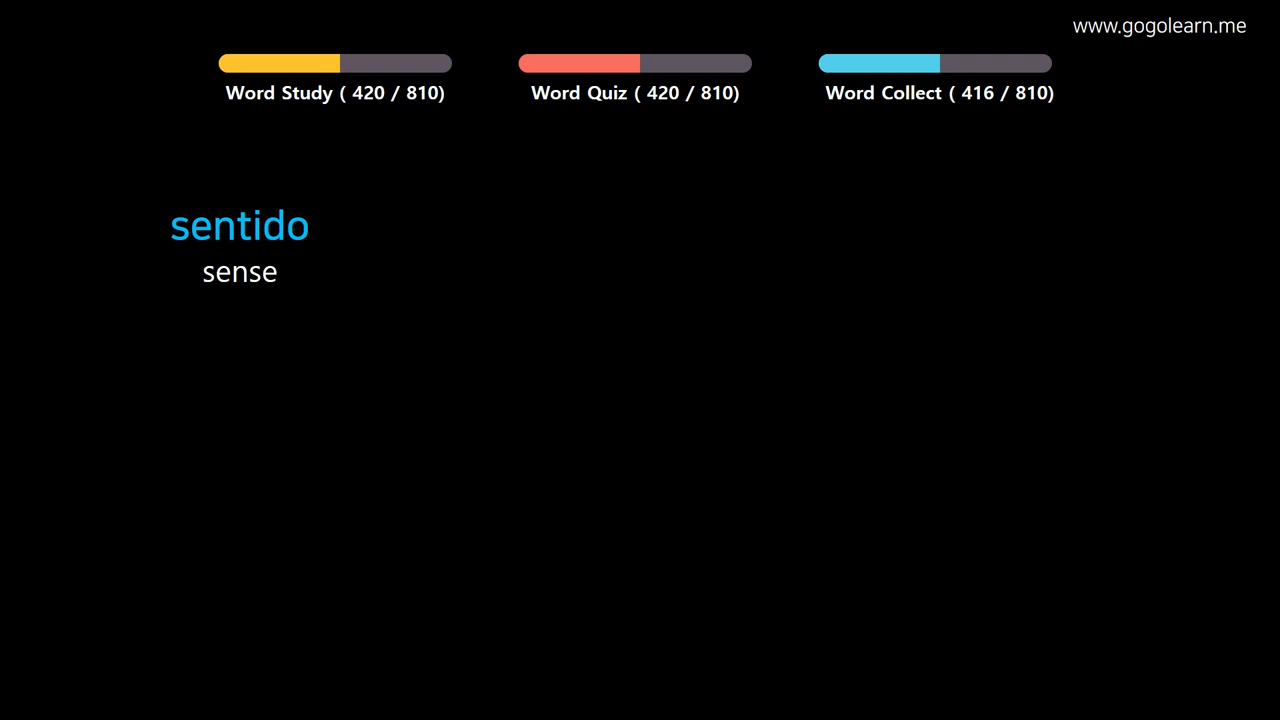 www.gogolearn.me
Word Study ( 420 / 810)
Word Quiz ( 420 / 810)
Word Collect ( 416 / 810)
sentido
sense